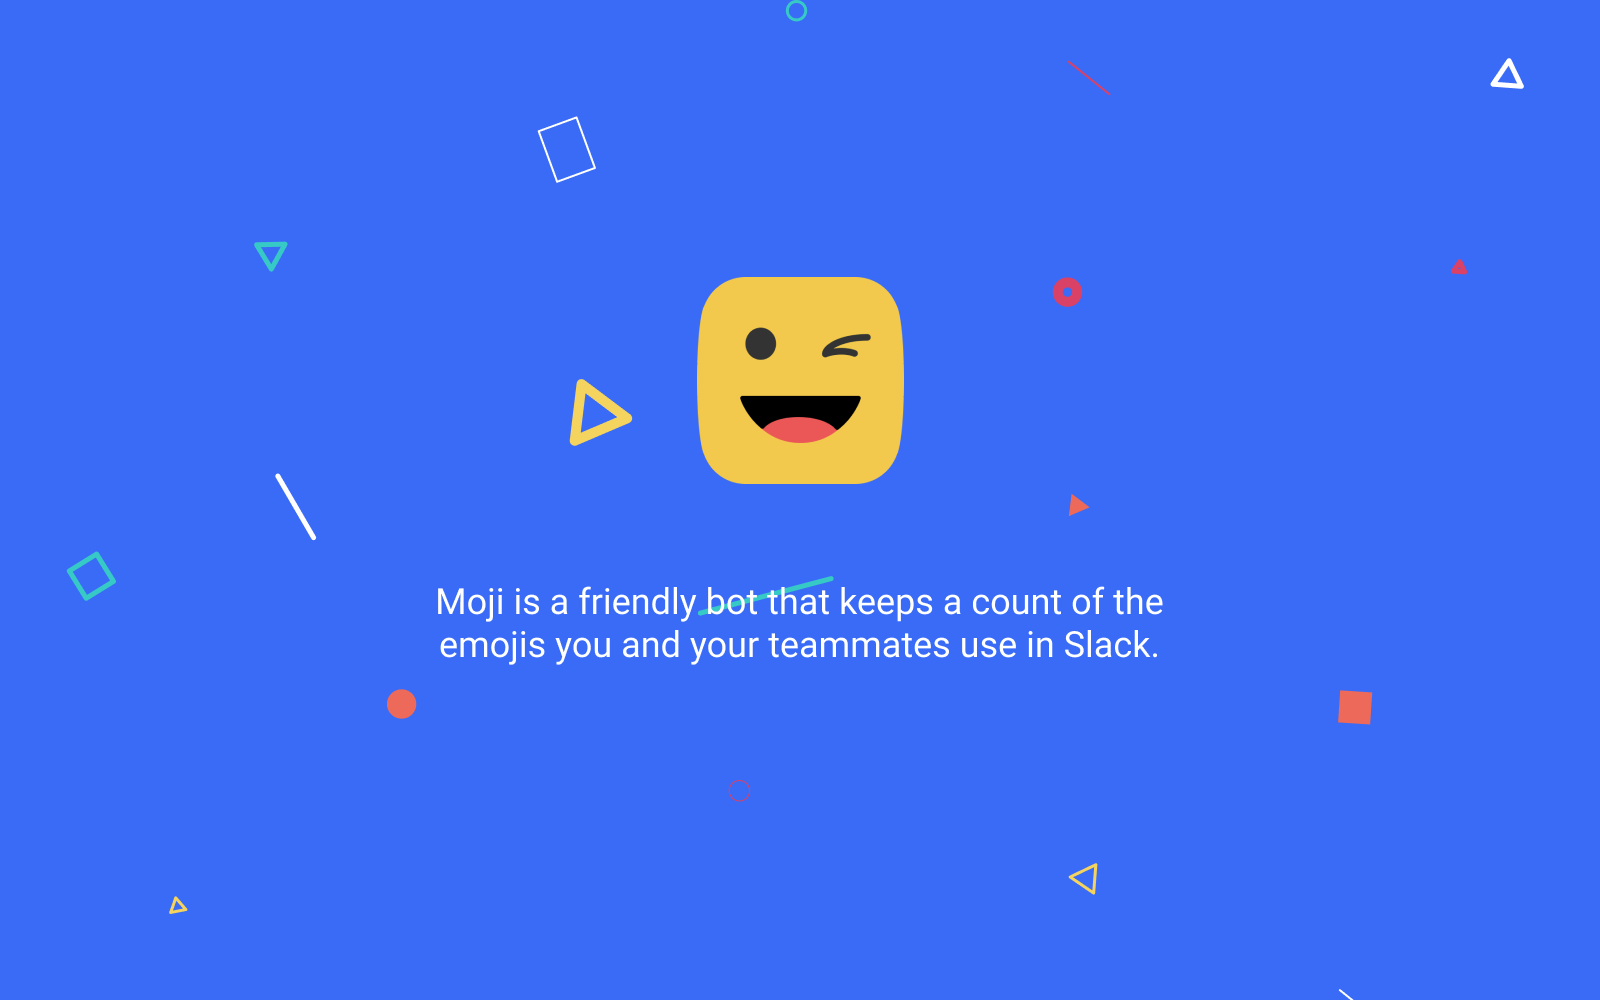 Moji is a friendly bot that keeps a count of the
emojis you and your teammates use in Slack.